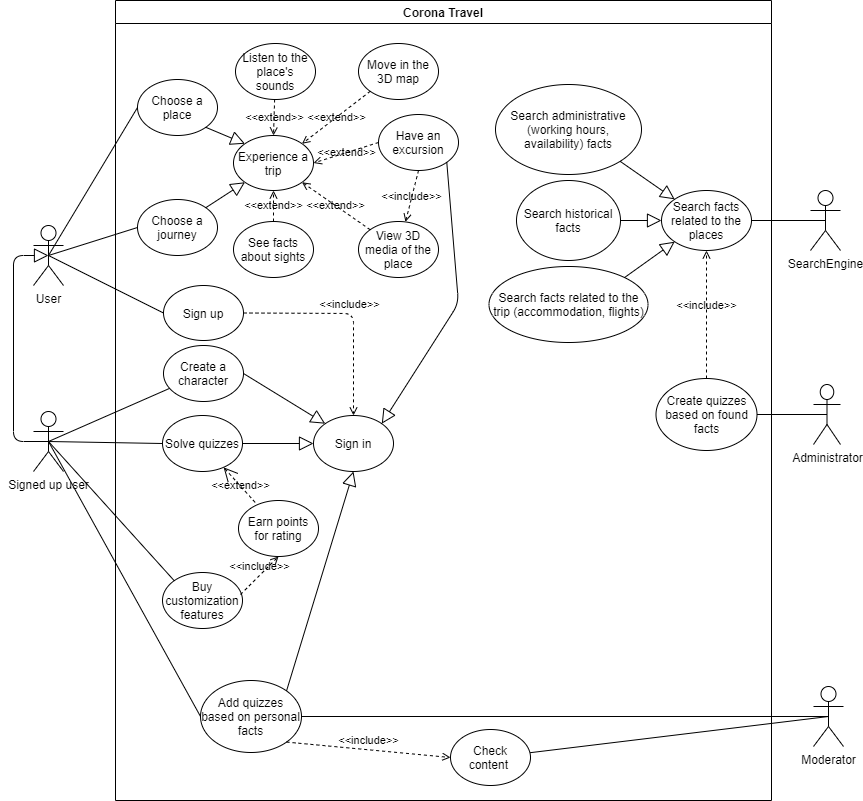 Corona Travel
Listen to the
place's
sounds
Move in the
3D map
Choose a
place
<<extend>>
<<extend>>
Have an
excursion
Search administrative
(working hours,
availability) facts
Experience a
trip
<<extend>>
<<include>>
Choose a
journey
<<extend>>
<<extend>>
See facts
about sights
View 3D
media of the
place
Search historical
facts
Search facts
related to the
places
SearchEngine
User
Search facts related to the
trip (accommodation, flights)
Sign up
<<include>>
<<include>>
Create a
character
Create quizzes
based on found
facts
Administrator
Solve quizzes
Sign in
Signed up user
<<extend>>
Earn points
for rating
<<include>>
Buy
customization
features
Add quizzes
based on personal
facts
<<include>>
Check
content
Moderator